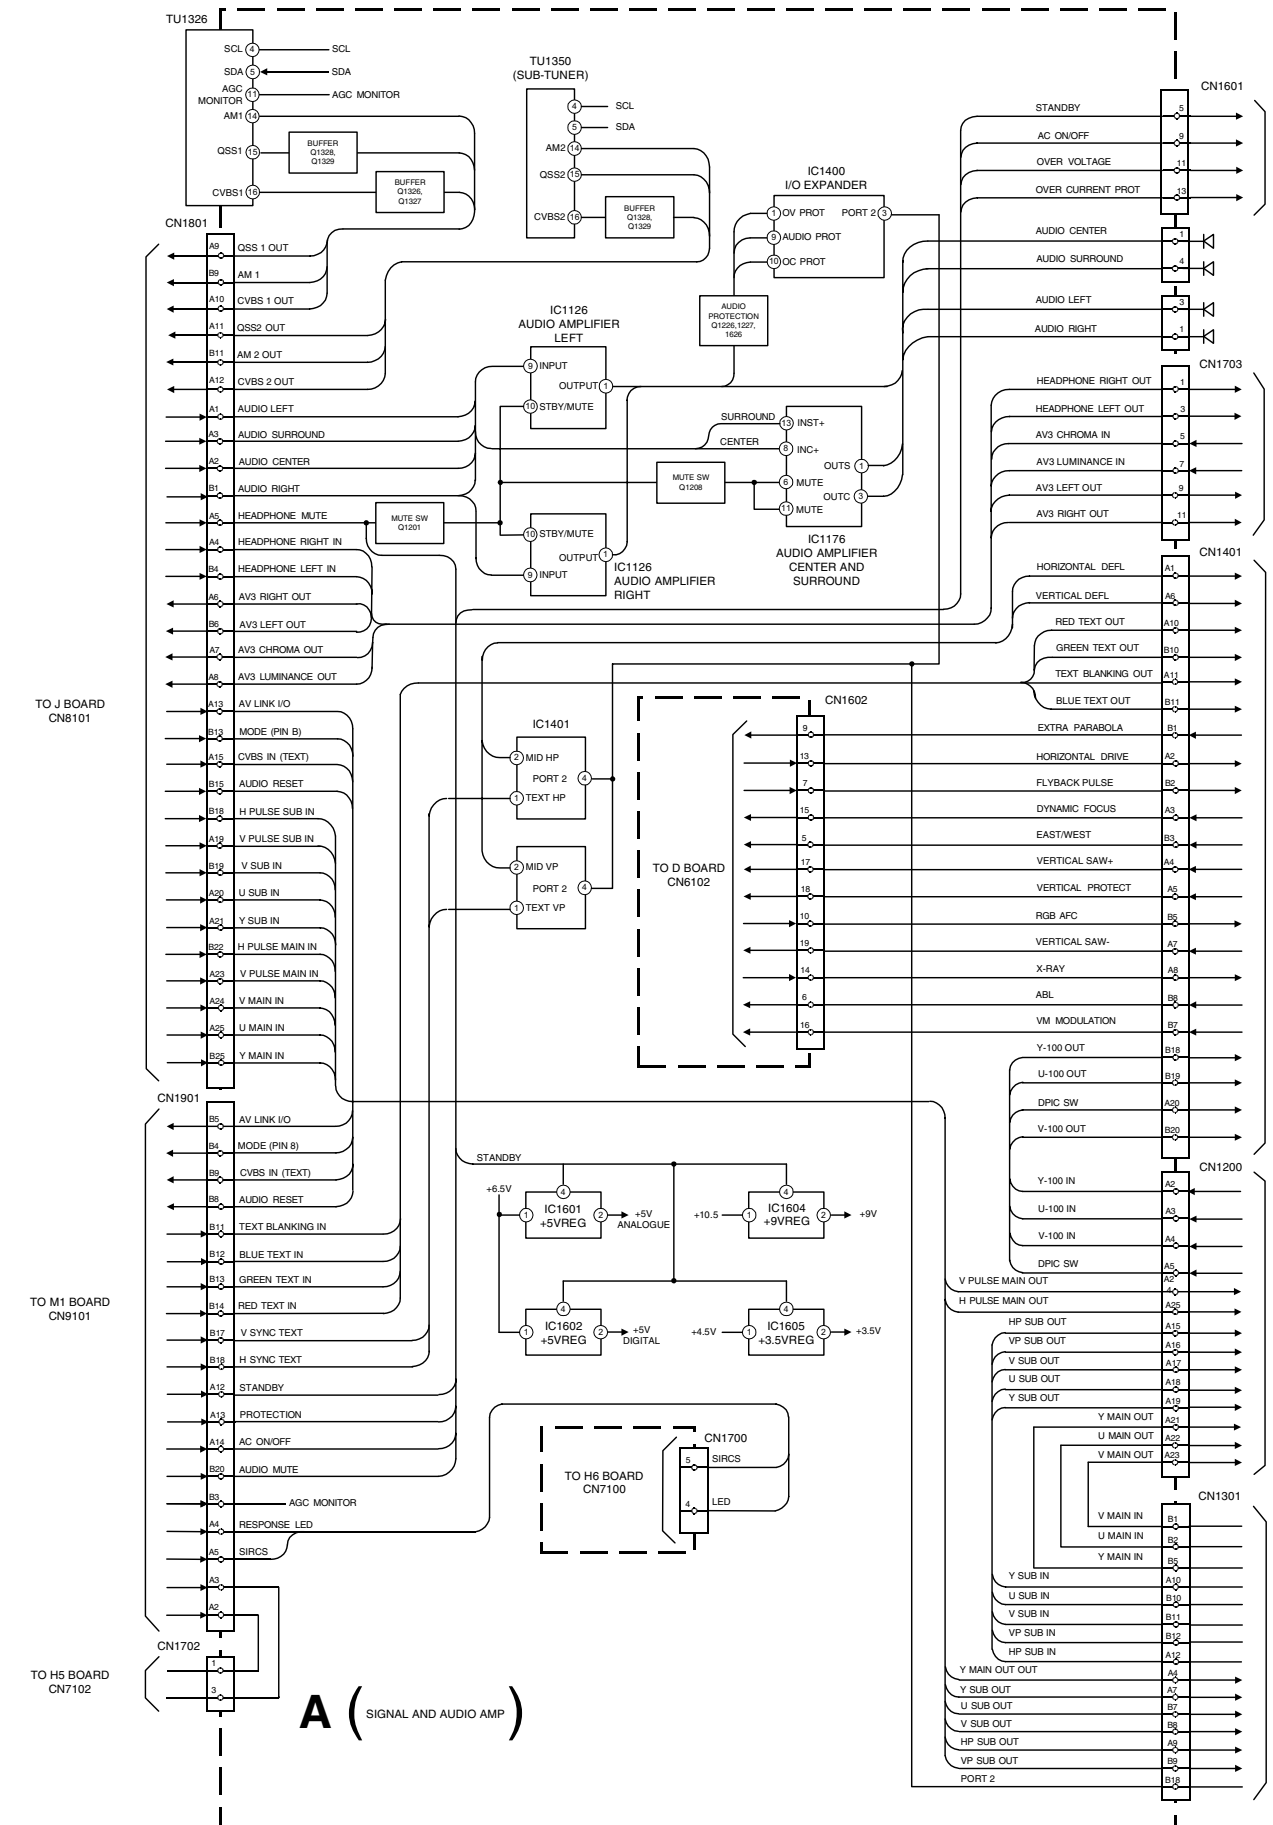 TU1326
SCL 4 SCL
SDA 5 SDA
AGC
MONITOR
11 AGC MONITOR
AM1 14
QSS1 15
BUFFER
Q1328,
Q1329
CVBS1 16
BUFFER
Q1326,
Q1327
TU1350
(SUB-TUNER)
4 SCL
5 SDA
AM2 14
QSS2 15
CVBS2 16
BUFFER
Q1328,
Q1329
IC1400
I/O EXPANDER
1 OV PROT PORT 2 3
9 AUDIO PROT
10 OC PROT
AUDIO
PROTECTION
Q1226,1227,
1626
CN1601
STANDBY 5
AC ON/OFF 9
OVER VOLTAGE 11
OVER CURRENT PROT 13
AUDIO CENTER 1
AUDIO SURROUND 4
AUDIO LEFT 3
AUDIO RIGHT 1
CN1703
HEADPHONE RIGHT OUT 1
HEADPHONE LEFT OUT 3
AV3 CHROMA IN 5
AV3 LUMINANCE IN 7
AV3 LEFT OUT 9
AV3 RIGHT OUT 11
CN1801
A9 QSS 1 OUT
B9 AM 1
A10 CVBS 1 OUT
A11 QSS2 OUT
B11 AM 2 OUT
A12 CVBS 2 OUT
A1 AUDIO LEFT
A3 AUDIO SURROUND
A2 AUDIO CENTER
B1 AUDIO RIGHT
A5 HEADPHONE MUTE
A4 HEADPHONE RIGHT IN
B4 HEADPHONE LEFT IN
A6 AV3 RIGHT OUT
B6 AV3 LEFT OUT
A7 AV3 CHROMA OUT
A8 AV3 LUMINANCE OUT
A13 AV LINK I/O
B13 MODE (PIN B)
A15 CVBS IN (TEXT)
B15 AUDIO RESET
B18 H PULSE SUB IN
A19 V PULSE SUB IN
B19 V SUB IN
A20 U SUB IN
A21 Y SUB IN
B22 H PULSE MAIN IN
A23 V PULSE MAIN IN
A24 V MAIN IN
A25 U MAIN IN
B25 Y MAIN IN
TO J BOARD
CN8101
IC1126
AUDIO AMPLIFIER
LEFT
9 INPUT
OUTPUT 1
10 STBY/MUTE
MUTE SW
Q1201
10 STBY/MUTE
OUTPUT 1
9 INPUT
IC1126
AUDIO AMPLIFIER
RIGHT
SURROUND 13 INST+
CENTER 8 INC+
OUTS 1
MUTE SW
Q1208
6 MUTE
OUTC 3
11 MUTE
IC1176
AUDIO AMPLIFIER
CENTER AND
SURROUND
IC1401
2 MID HP
PORT 2 4
1 TEXT HP
2 MID VP
PORT 2 4
1 TEXT VP
CN1401
HORIZONTAL DEFL A1
VERTICAL DEFL A6
RED TEXT OUT A10
GREEN TEXT OUT B10
TEXT BLANKING OUT A11
BLUE TEXT OUT B11
CN1602
TO D BOARD
CN6102
9 EXTRA PARABOLA B1
13 HORIZONTAL DRIVE A2
7 FLYBACK PULSE B2
15 DYNAMIC FOCUS A3
5 EAST/WEST B3
17 VERTICAL SAW+ A4
18 VERTICAL PROTECT A5
10 RGB AFC B5
19 VERTICAL SAW- A7
14 X-RAY A8
6 ABL B8
16 VM MODULATION B7
Y-100 OUT B18
U-100 OUT B19
DPIC SW A20
V-100 OUT B20
CN1200
Y-100 IN A2
U-100 IN A3
V-100 IN A4
DPIC SW A5
V PULSE MAIN OUT A2
4
H PULSE MAIN OUT A25
HP SUB OUT A15
VP SUB OUT A16
V SUB OUT A17
U SUB OUT A18
Y SUB OUT A19
Y MAIN OUT A21
U MAIN OUT A22
V MAIN OUT A23
CN1301
V MAIN IN B1
U MAIN IN B2
Y MAIN IN B5
Y SUB IN A10
U SUB IN B10
V SUB IN B11
VP SUB IN B12
HP SUB IN A12
Y MAIN OUT OUT A4
Y SUB OUT A7
U SUB OUT B7
V SUB OUT B8
HP SUB OUT A9
VP SUB OUT B9
PORT 2 B18
CN1901
B5 AV LINK I/O
B4 MODE (PIN 8)
B9 CVBS IN (TEXT)
B8 AUDIO RESET
B11 TEXT BLANKING IN
B12 BLUE TEXT IN
B13 GREEN TEXT IN
B14 RED TEXT IN
B17 V SYNC TEXT
B18 H SYNC TEXT
A12 STANDBY
A13 PROTECTION
A14 AC ON/OFF
B20 AUDIO MUTE
B3 AGC MONITOR
A4 RESPONSE LED
A5 SIRCS
A3
A2
TO M1 BOARD
CN9101
STANDBY
+6.5V
4
1 IC1601 2
+5VREG
+5V
ANALOGUE
4
+10.5 1 IC1604 2 +9V
+9VREG
4
1 IC1602 2
+5VREG
+5V
DIGITAL
4
+4.5V 1 IC1605 2 +3.5V
+3.5VREG
CN1700
TO H6 BOARD
CN7100
5 SIRCS
4 LED
CN1702
TO H5 BOARD
CN7102
1
3
A (SIGNAL AND AUDIO AMP)